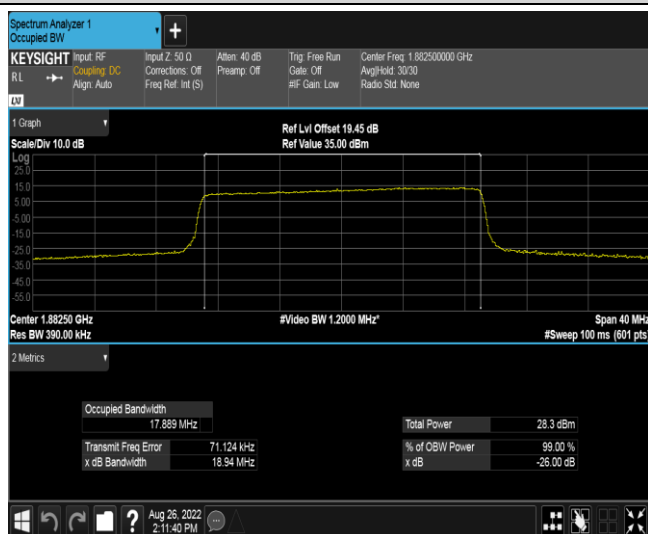 Spectrum Analyzer 1
Occupied BW
+
KEYSIGHT Input: RF Input Z: 50 Ω Atten: 40 dB Trig: Free Run Center Freq: 1.882500000 GHz
RL Coupling: DC Corrections: Off Preamp: Off Gate: Off Avg|Hold: 30/30
Align: Auto Freq Ref: Int (S) #IF Gain: Low Radio Std: None
LXI
1 Graph Ref Lvl Offset 19.45 dB
Scale/Div 10.0 dB Ref Value 35.00 dBm
Log
25.0
15.0
5.00
-5.00
-15.0
-25.0
-35.0
-45.0
-55.0
Center 1.88250 GHz #Video BW 1.2000 MHz* Span 40 MHz
Res BW 390.00 kHz #Sweep 100 ms (601 pts)
2 Metrics
Occupied Bandwidth
17.889 MHz Total Power 28.3 dBm
Transmit Freq Error 71.124 kHz % of OBW Power 99.00 %
x dB Bandwidth 18.94 MHz x dB -26.00 dB
? Aug 26, 2022
2:11:40 PM